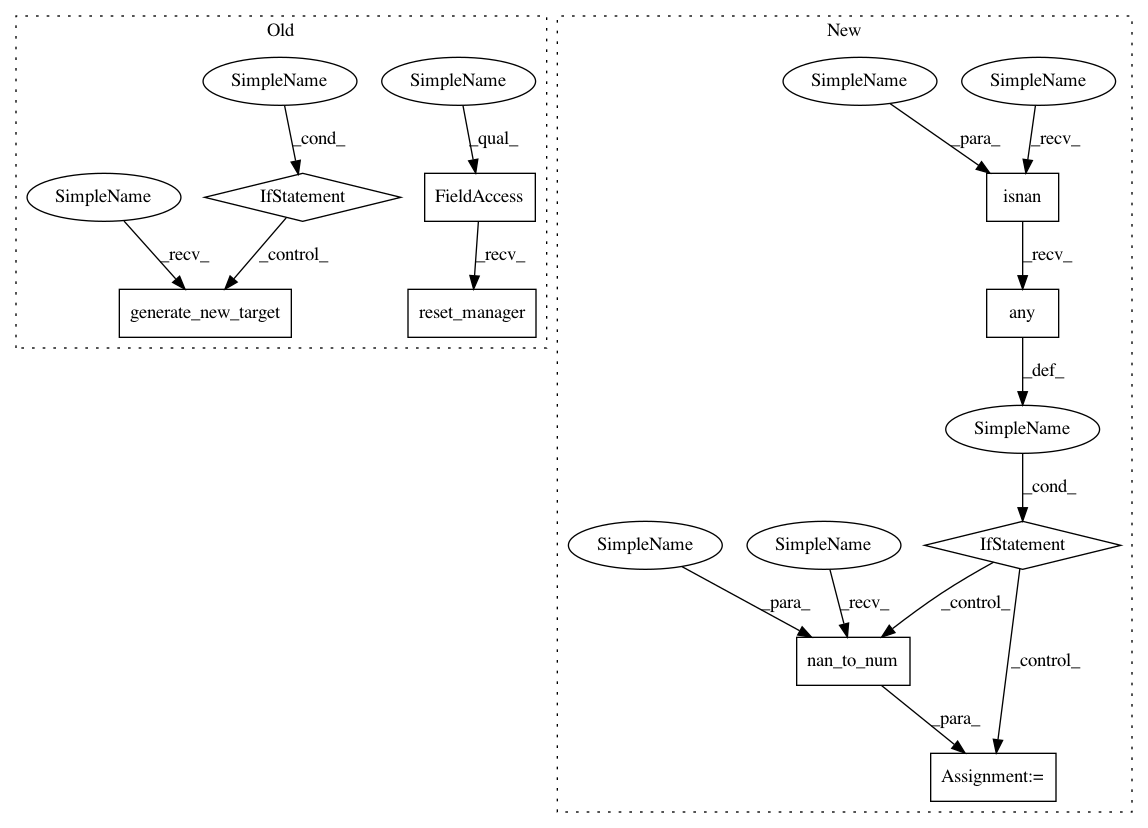 Old
New
SimpleName
SimpleName
SimpleName
SimpleName
_cond_
_qual_
_para_
_recv_
SimpleName
IfStatement
FieldAccess
isnan
_recv_
_control_
_recv_
_recv_
generate_new_target
reset_manager
any
_def_
SimpleName
_cond_
SimpleName
SimpleName
IfStatement
_para_
_recv_
_control_
nan_to_num
_control_
_para_
Assignment:=